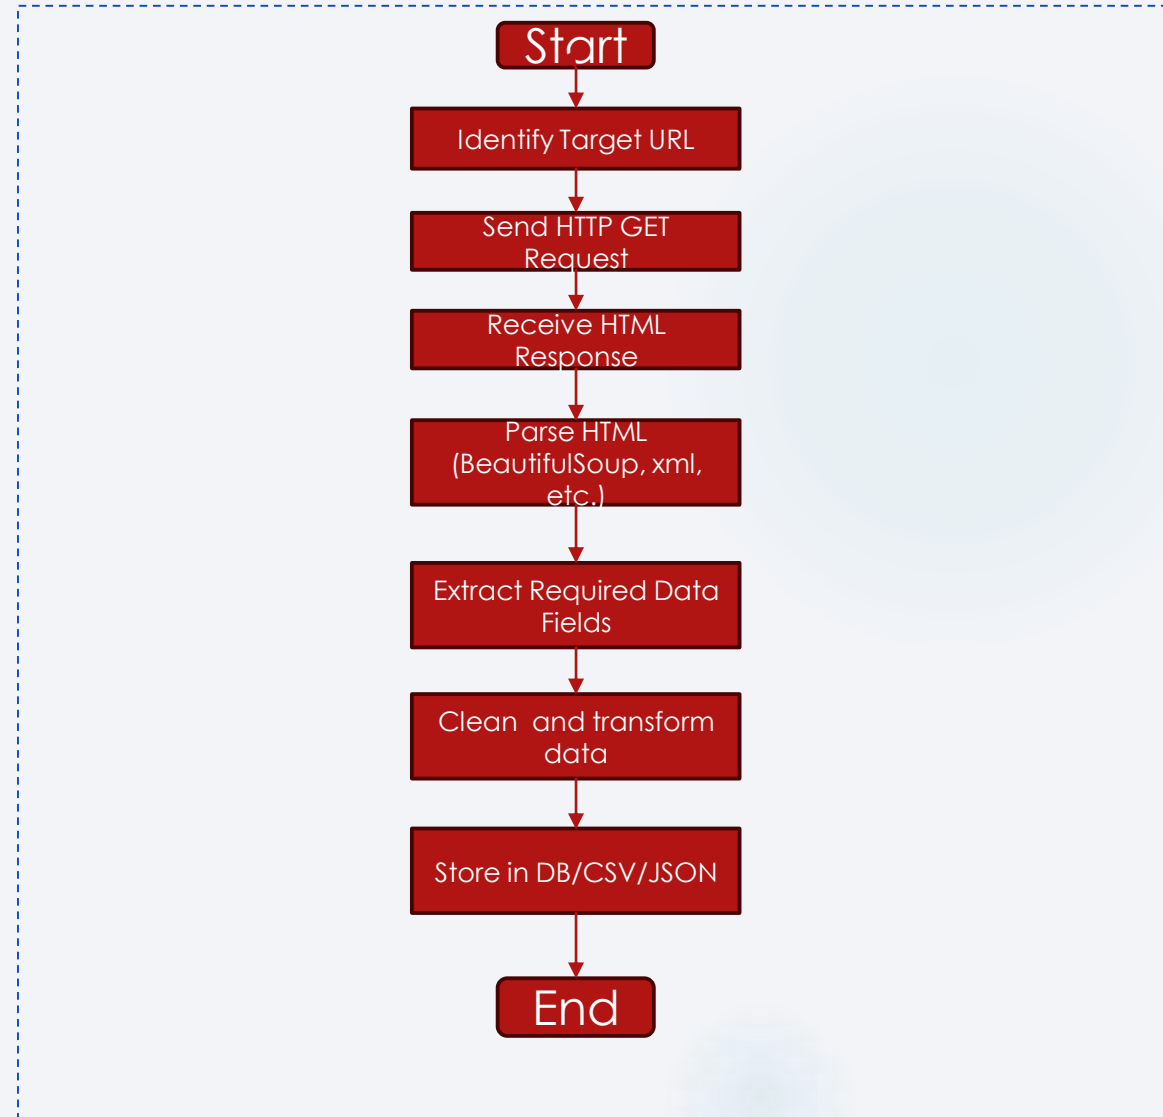 Start
Identify Target URL
Send HTTP GET
Request
Receive HTML
Response
Parse HTML
(BeautifulSoup, xml,
etc.)
Extract Required Data
Fields
Clean  and transform
data
Store in DB/CSV/JSON
End